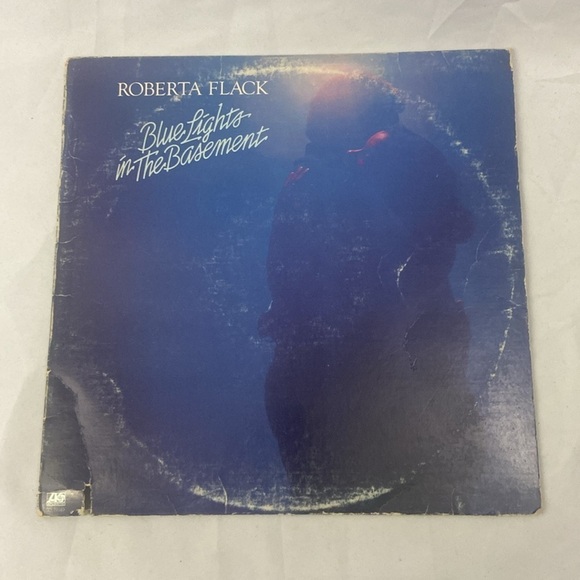 ROBERTA FLACK
Blue Lights
in The Basement